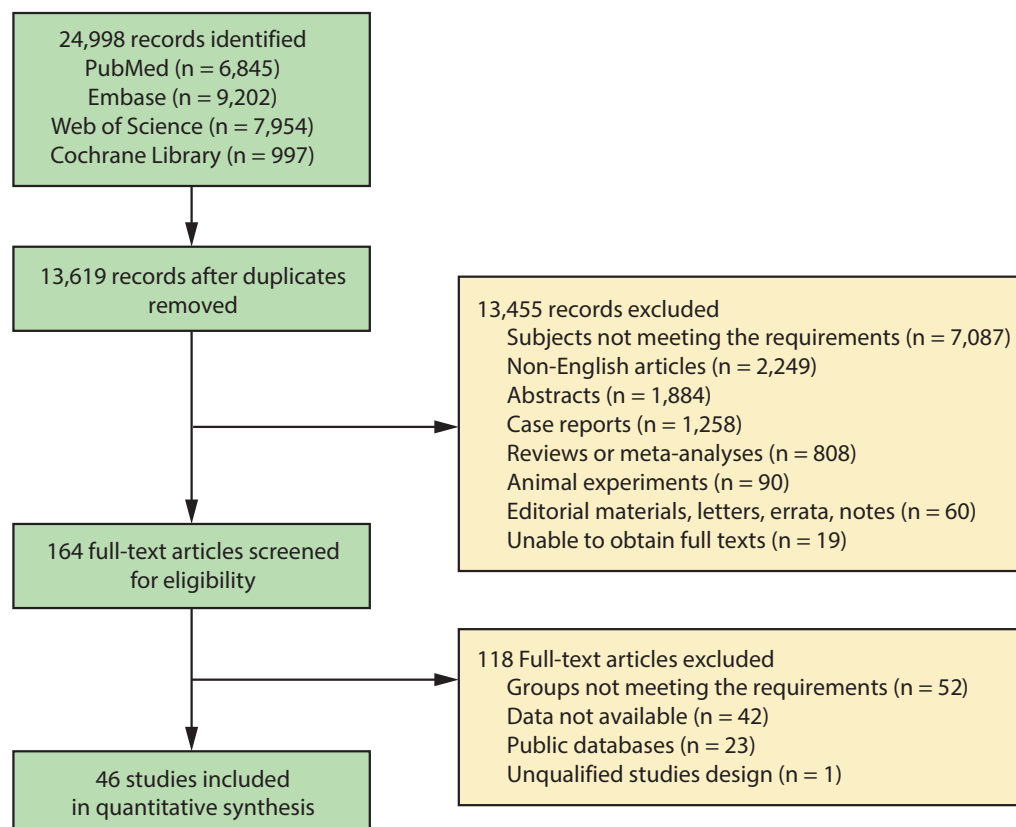 24,998 records identified
PubMed (n = 6,845)
Embase (n = 9,202)
Web of Science (n = 7,954)
Cochrane Library (n = 997)
13,619 records after duplicates
removed
13,455 records excluded
Subjects not meeting the requirements (n = 7,087)
Non-English articles (n = 2,249)
Abstracts (n = 1,884)
Case reports (n = 1,258)
Reviews or meta-analyses (n = 808)
Animal experiments (n = 90)
Editorial materials, letters, errata, notes (n = 60)
Unable to obtain full texts (n = 19)
164 full-text articles screened
for eligibility
118 Full-text articles excluded
Groups not meeting the requirements (n = 52)
Data not available (n = 42)
Public databases (n = 23)
Unqualified studies design (n = 1)
46 studies included
in quantitative synthesis